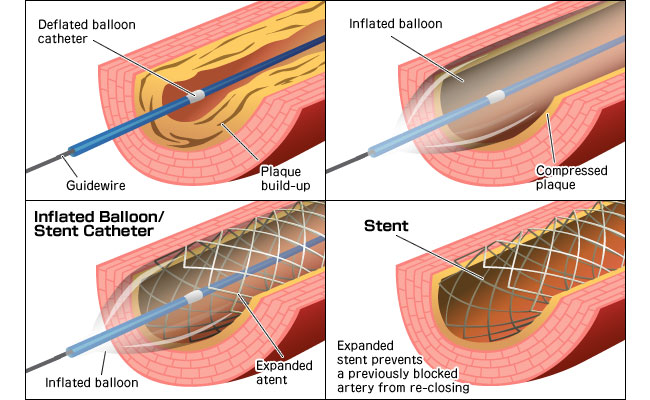 Deflated balloon
catheter
Guidewire
Plaque
build-up
Inflated balloon
Compressed
plaque
Inflated Balloon/
Stent Catheter
Inflated balloon
Expanded
atent
Stent
Expanded
stent prevents
a previously blocked
artery from re-closing